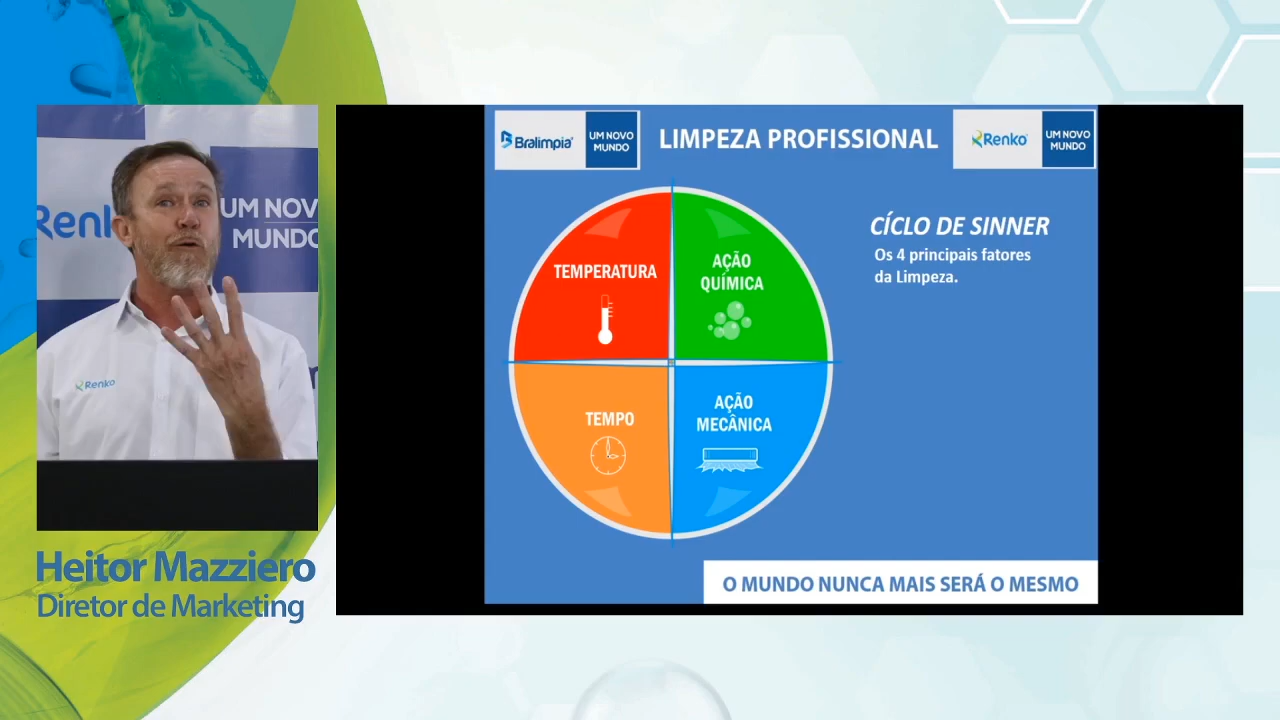 Renk
UM NOV
MUNDO
Renko
Heitor Mazziero
Diretor de Marketing
Bralimpia
UM NOVO
MUNDO
LIMPEZA PROFISSIONAL
Renko
UM NOVO
MUNDO
TEMPERATURA
AÇÃO
QUÍMICA
TEMPO
AÇÃO
MECÂNICA
CÍCLO DE SINNER
Os 4 principais fatores
da Limpeza.
O MUNDO NUNCA MAIS SERÁ O MESMO